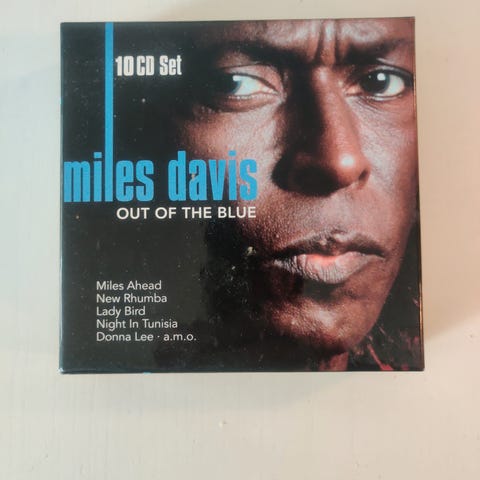 10 CD Set
miles davis
OUT OF THE BLUE
Miles Ahead
New Rhumba
Lady Bird
Night In Tunisia
Donna Lee · a.m.o.